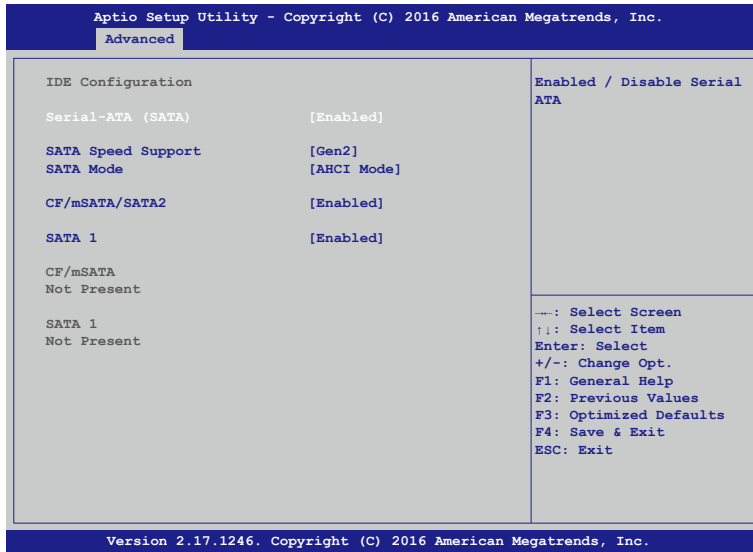 Aptio Setup Utility - Copyright (C) 2016 American Megatrends, Inc.
Advanced
IDE Configuration
Serial-ATA (SATA) [Enabled]
SATA Speed Support [Gen2]
SATA Mode [AHCI Mode]
CF/mSATA/SATA2 [Enabled]
SATA 1 [Enabled]
CF/mSATA
Not Present
SATA 1
Not Present
Enabled / Disable Serial
ATA
→←: Select Screen
↑↓: Select Item
Enter: Select
+/-: Change Opt.
F1: General Help
F2: Previous Values
F3: Optimized Defaults
F4: Save & Exit
ESC: Exit
Version 2.17.1246. Copyright (C) 2016 American Megatrends, Inc.